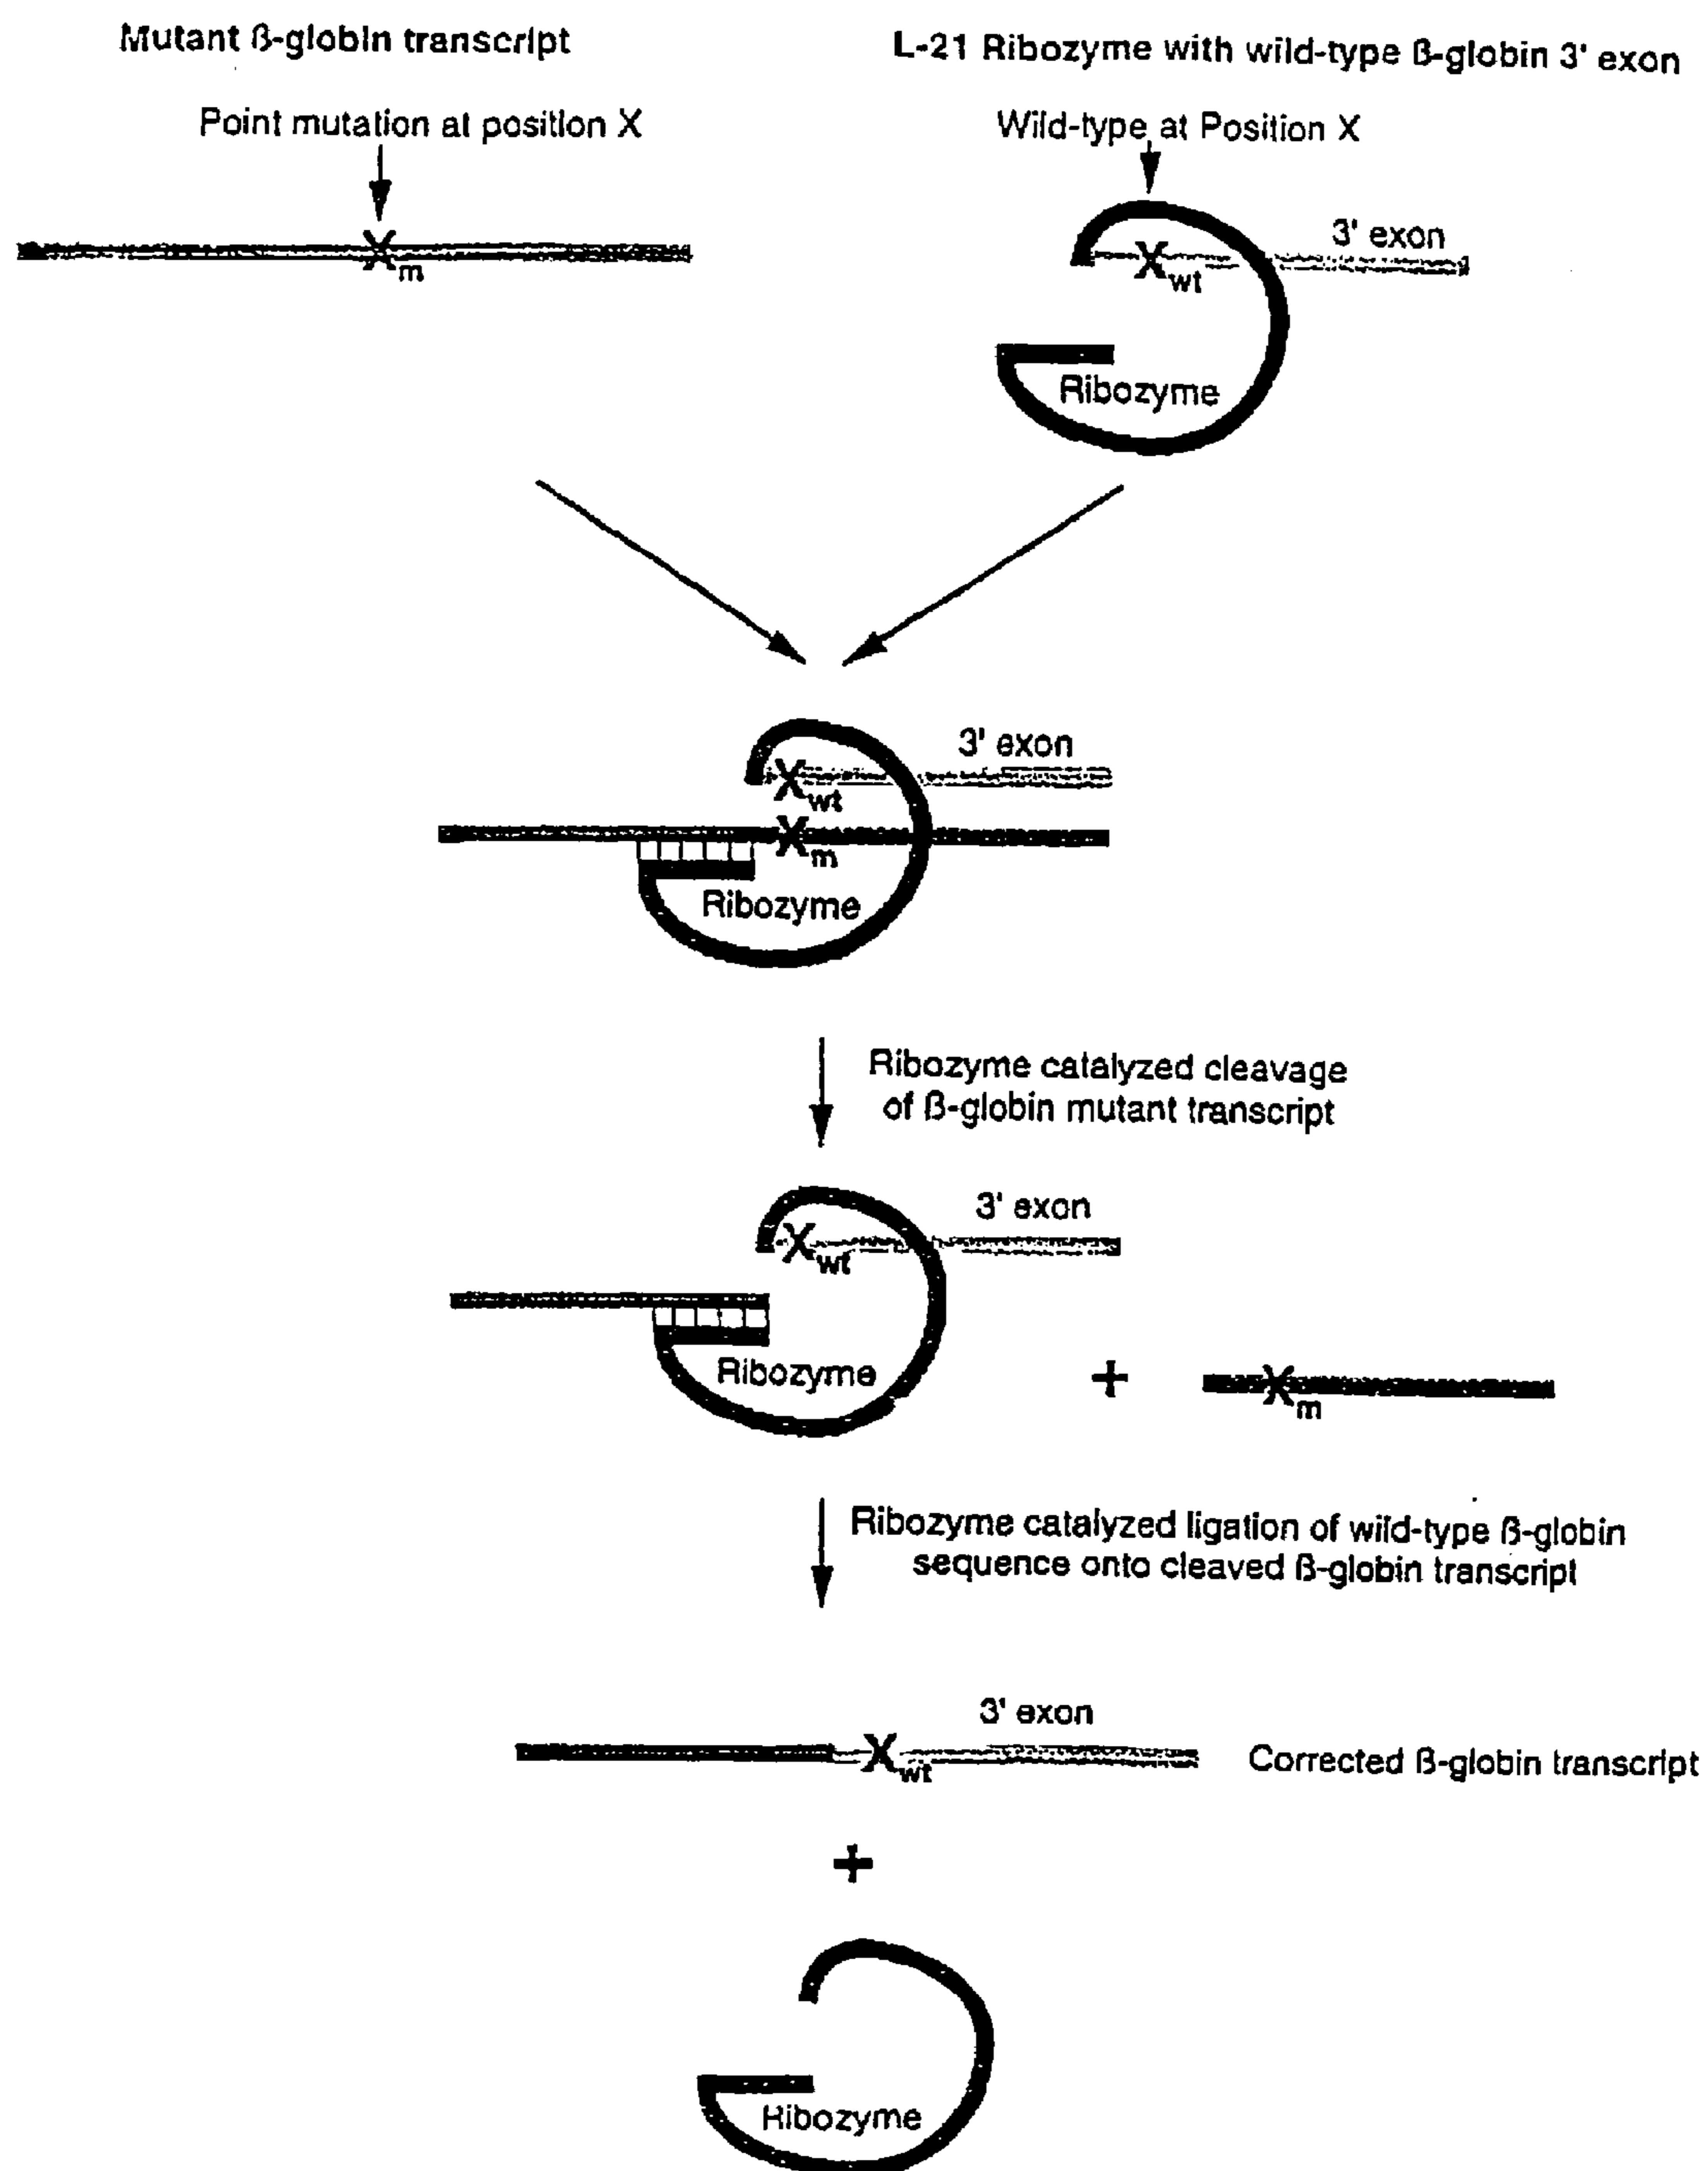 Mutant ß-globin transcript
L-21 Ribozyme with wild-type ß-globin 3' exon
Point mutation at position X
Wild-type at Position X
Xm
3' exon
Xwt
Ribozyme
3' exon
Xwt
Xm
Ribozyme
Ribozyme catalyzed cleavage
of ß-globin mutant transcript
3' exon
Xwt
Ribozyme
+
Xm
Ribozyme catalyzed ligation of wild-type ß-globin
sequence onto cleaved ß-globin transcript
3' exon
Xwt
Corrected ß-globin transcript
+
Ribozyme